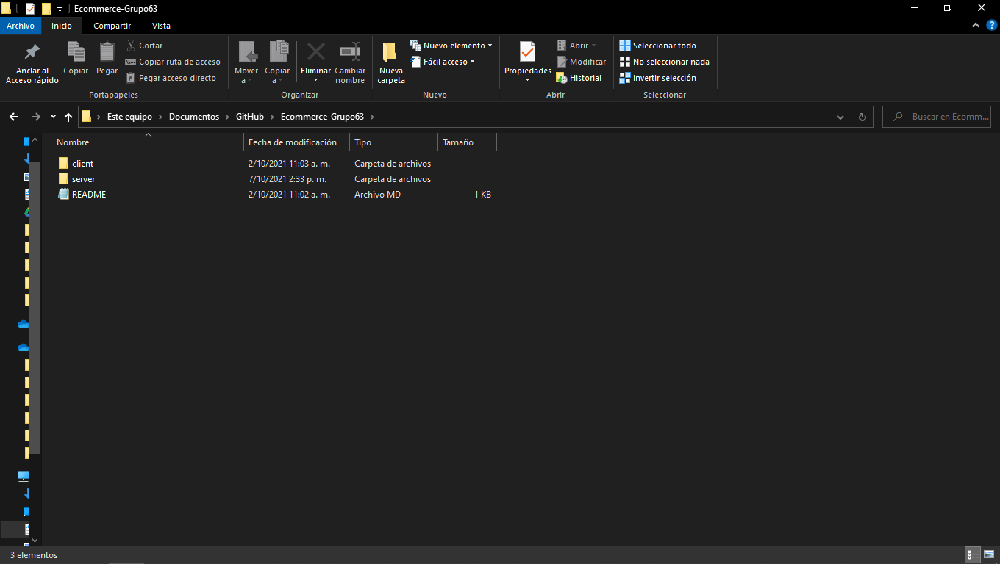 Ecommerce-Grupo63
Archivo Inicio Compartir Vista
Anclar al Acceso rápido
Copiar
Pegar
Cortar
Copiar ruta de acceso
Pegar acceso directo
Portapapeles
Mover a
Copiar a
Eliminar
Cambiar nombre
Organizar
Nueva carpeta
Nuevo elemento
Fácil acceso
Nuevo
Propiedades
Abrir
Modificar
Historial
Abrir
Seleccionar todo
No seleccionar nada
Invertir selección
Seleccionar
Este equipo > Documentos > GitHub > Ecommerce-Grupo63 >
Buscar en Ecomm...
Nombre Fecha de modificación Tipo Tamaño
client 2/10/2021 11:03 a. m. Carpeta de archivos
server 7/10/2021 2:33 p. m. Carpeta de archivos
README 2/10/2021 11:02 a. m. Archivo MD 1 KB
3 elementos